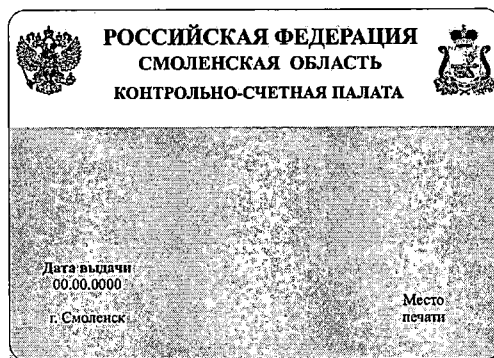 РОССИЙСКАЯ ФЕДЕРАЦИЯ
СМОЛЕНСКАЯ ОБЛАСТЬ
КОНТРОЛЬНО-СЧЕТНАЯ ПАЛАТА
Дата выдачи
00.00.0000
г. Смоленск
Место
печати